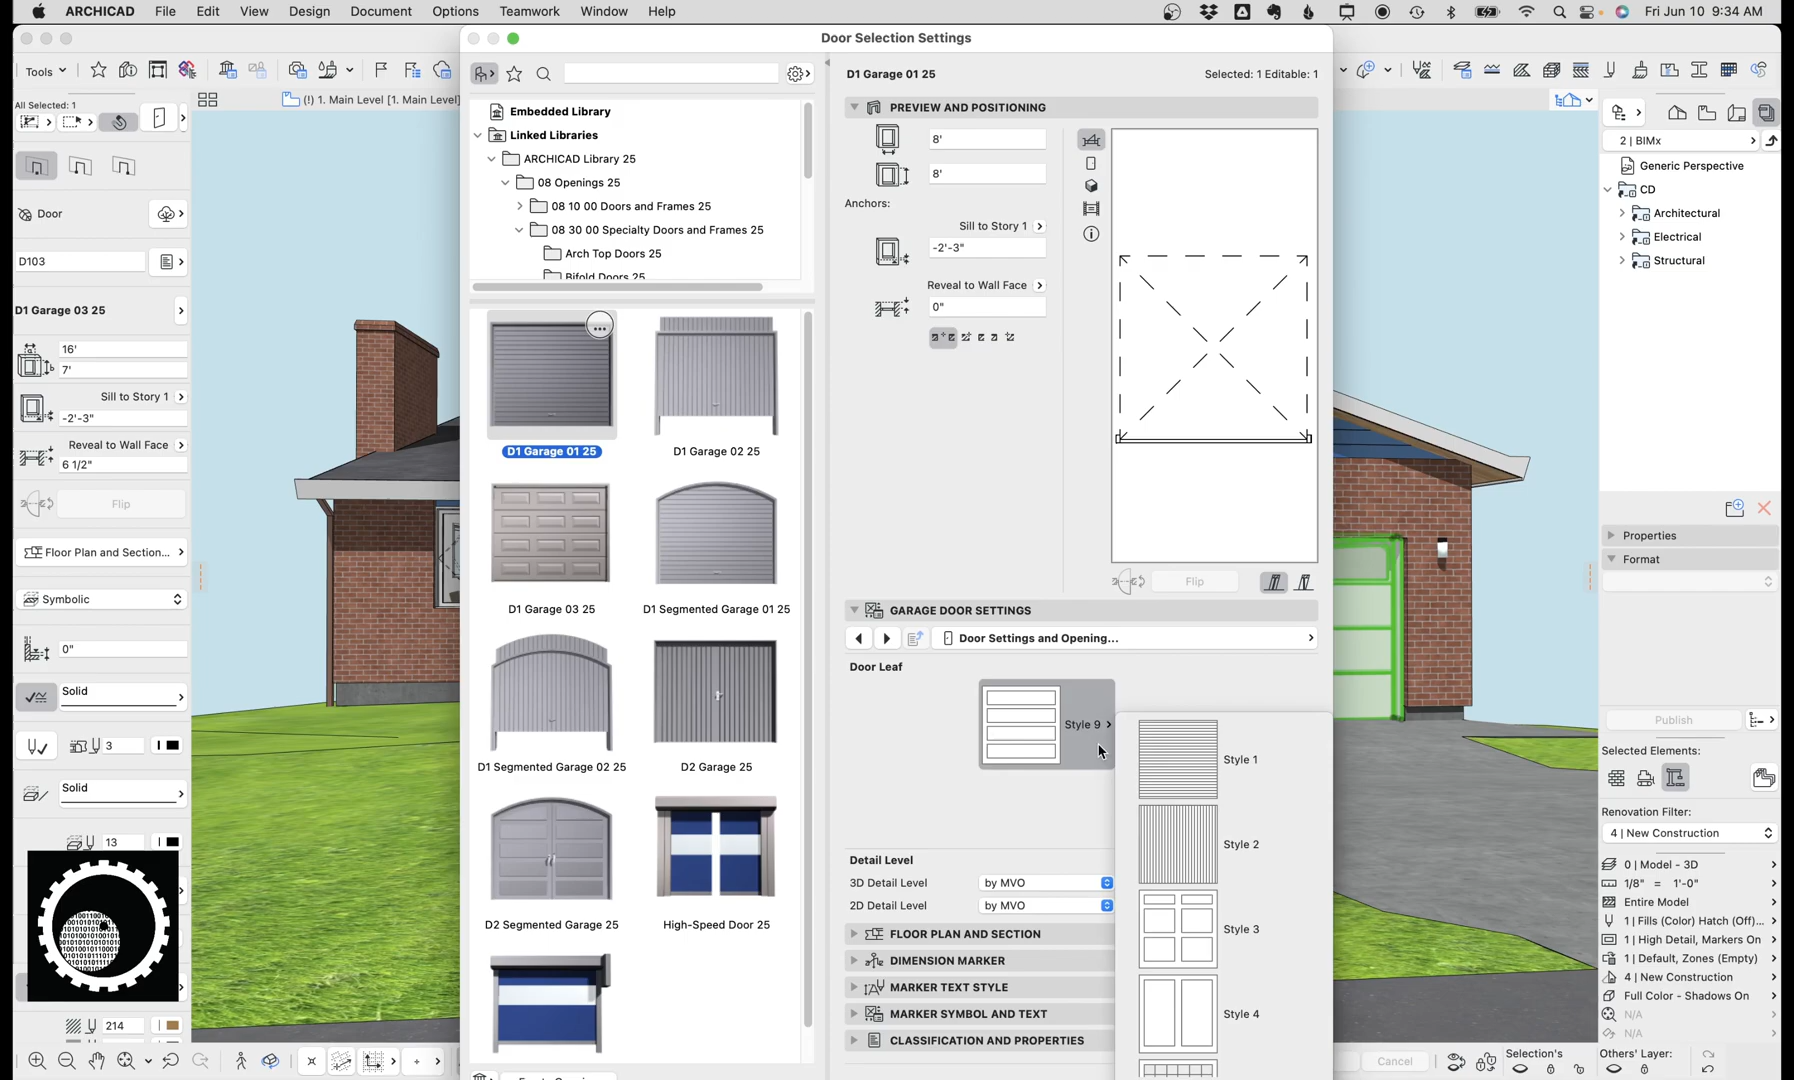 ARCHICAD File Edit View Design Document Options Teamwork Window Help
Fri Jun 10 9:34 AM
Door Selection Settings
Tools
(!) 1. Main Level [1. Main Level]
All Selected: 1
Door
D103
D1 Garage 03 25
16'
7'
Sill to Story 1
-2'-3"
Reveal to Wall Face
6 1/2"
Flip
Floor Plan and Section...
Symbolic
0"
Solid
3
Solid
13
214
Embedded Library
Linked Libraries
ARCHICAD Library 25
08 Openings 25
08 10 00 Doors and Frames 25
08 30 00 Specialty Doors and Frames 25
Arch Top Doors 25
Bifold Doors 25
D1 Garage 01 25
D1 Garage 02 25
D1 Garage 03 25
D1 Segmented Garage 01 25
D1 Segmented Garage 02 25
D2 Garage 25
D2 Segmented Garage 25
High-Speed Door 25
D1 Garage 01 25
Selected: 1 Editable: 1
PREVIEW AND POSITIONING
8'
8'
Anchors:
Sill to Story 1
-2'-3"
Reveal to Wall Face
0"
Flip
GARAGE DOOR SETTINGS
Door Settings and Opening...
Door Leaf
Style 9
Style 1
Style 2
Style 3
Style 4
Detail Level
3D Detail Level
by MVO
2D Detail Level
by MVO
FLOOR PLAN AND SECTION
DIMENSION MARKER
MARKER TEXT STYLE
MARKER SYMBOL AND TEXT
CLASSIFICATION AND PROPERTIES
Cancel
2 | BIMx
Generic Perspective
CD
Architectural
Electrical
Structural
Properties
Format
Publish
Selected Elements:
Renovation Filter:
4 | New Construction
0 | Model - 3D
1/8" = 1'-0"
Entire Model
1 | Fills (Color) Hatch (Off)...
1 | High Detail, Markers On
1 | Default, Zones (Empty)
4 | New Construction
Full Color - Shadows On
N/A
N/A
Selection's
Others' Layer: